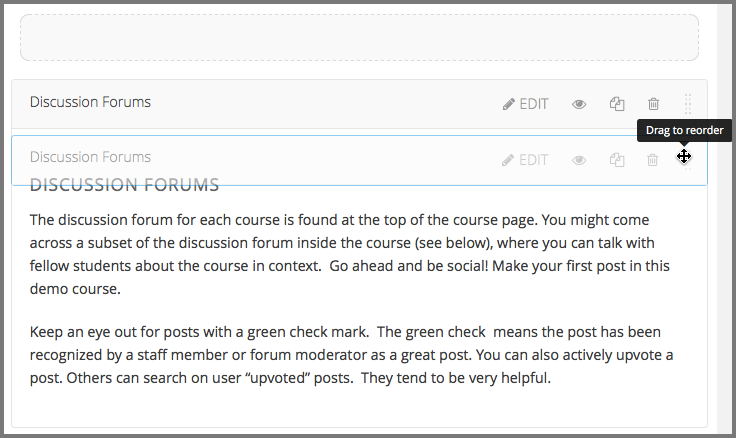 Discussion Forums EDIT
Drag to reorder
Discussion Forums EDIT
DISCUSSION FORUMS
The discussion forum for each course is found at the top of the course page. You might come
across a subset of the discussion forum inside the course (see below), where you can talk with
fellow students about the course in context.  Go ahead and be social! Make your first post in this
demo course.
Keep an eye out for posts with a green check mark.  The green check  means the post has been
recognized by a staff member or forum moderator as a great post. You can also actively upvote a
post. Others can search on user “upvoted” posts.  They tend to be very helpful.